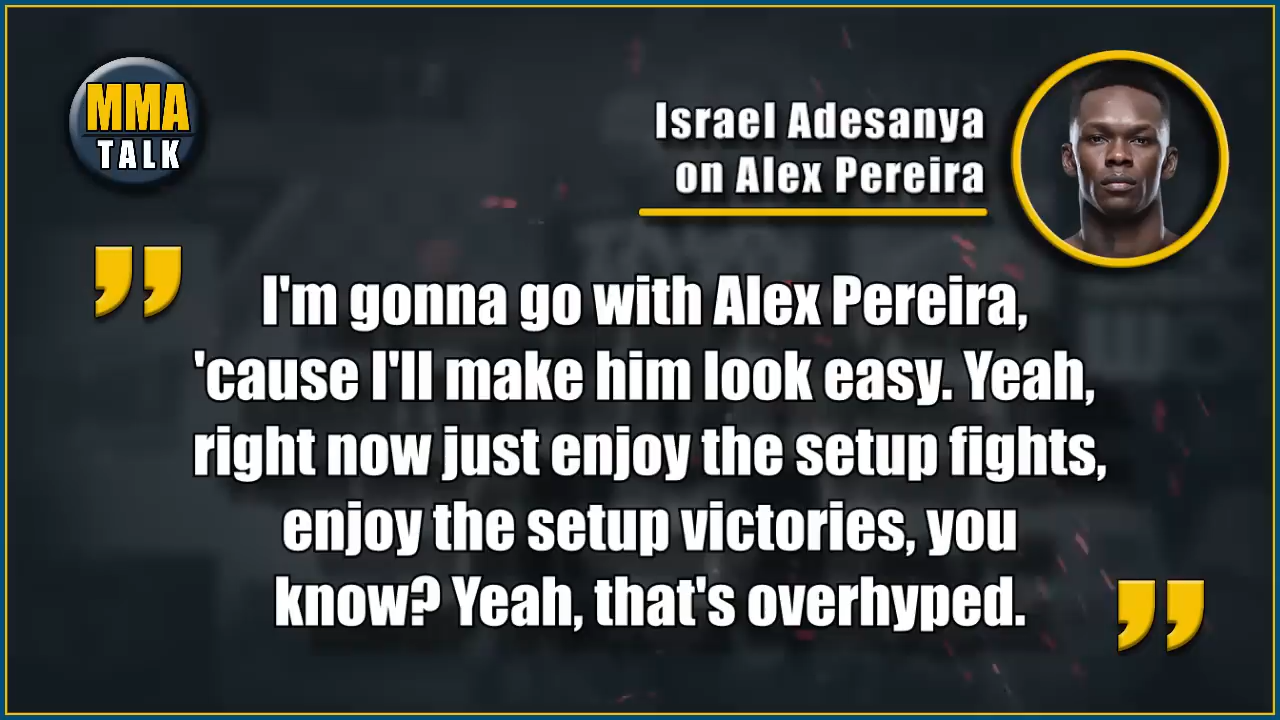 MMA
TALK
Israel Adesanya
on Alex Pereira
”
I'm gonna go with Alex Pereira,
'cause I'll make him look easy. Yeah,
right now just enjoy the setup fights,
enjoy the setup victories, you
know? Yeah, that's overhyped.
”